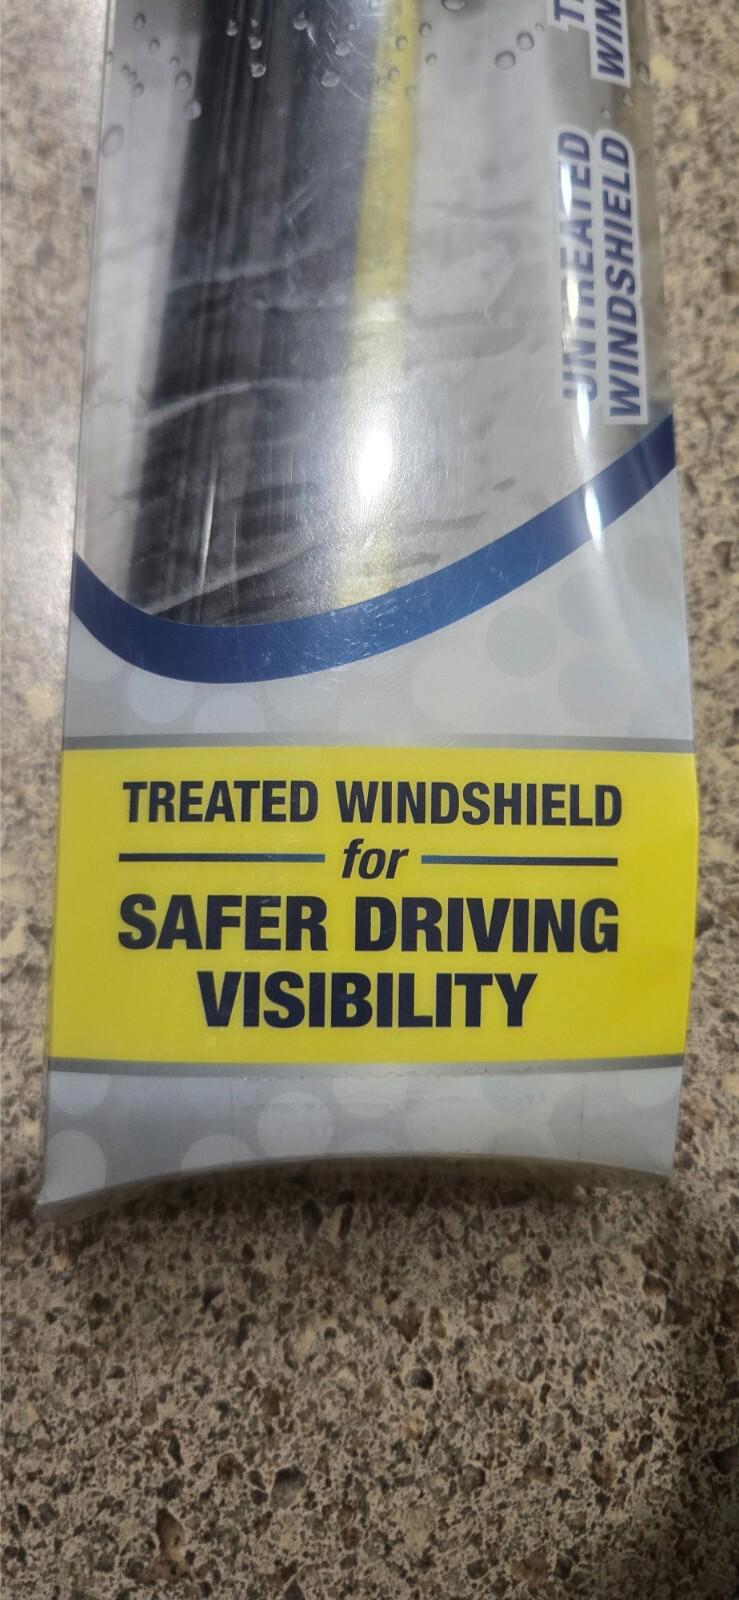 UNTREATED
WINDSHIELD
TREATED WINDSHIELD
for
SAFER DRIVING
VISIBILITY